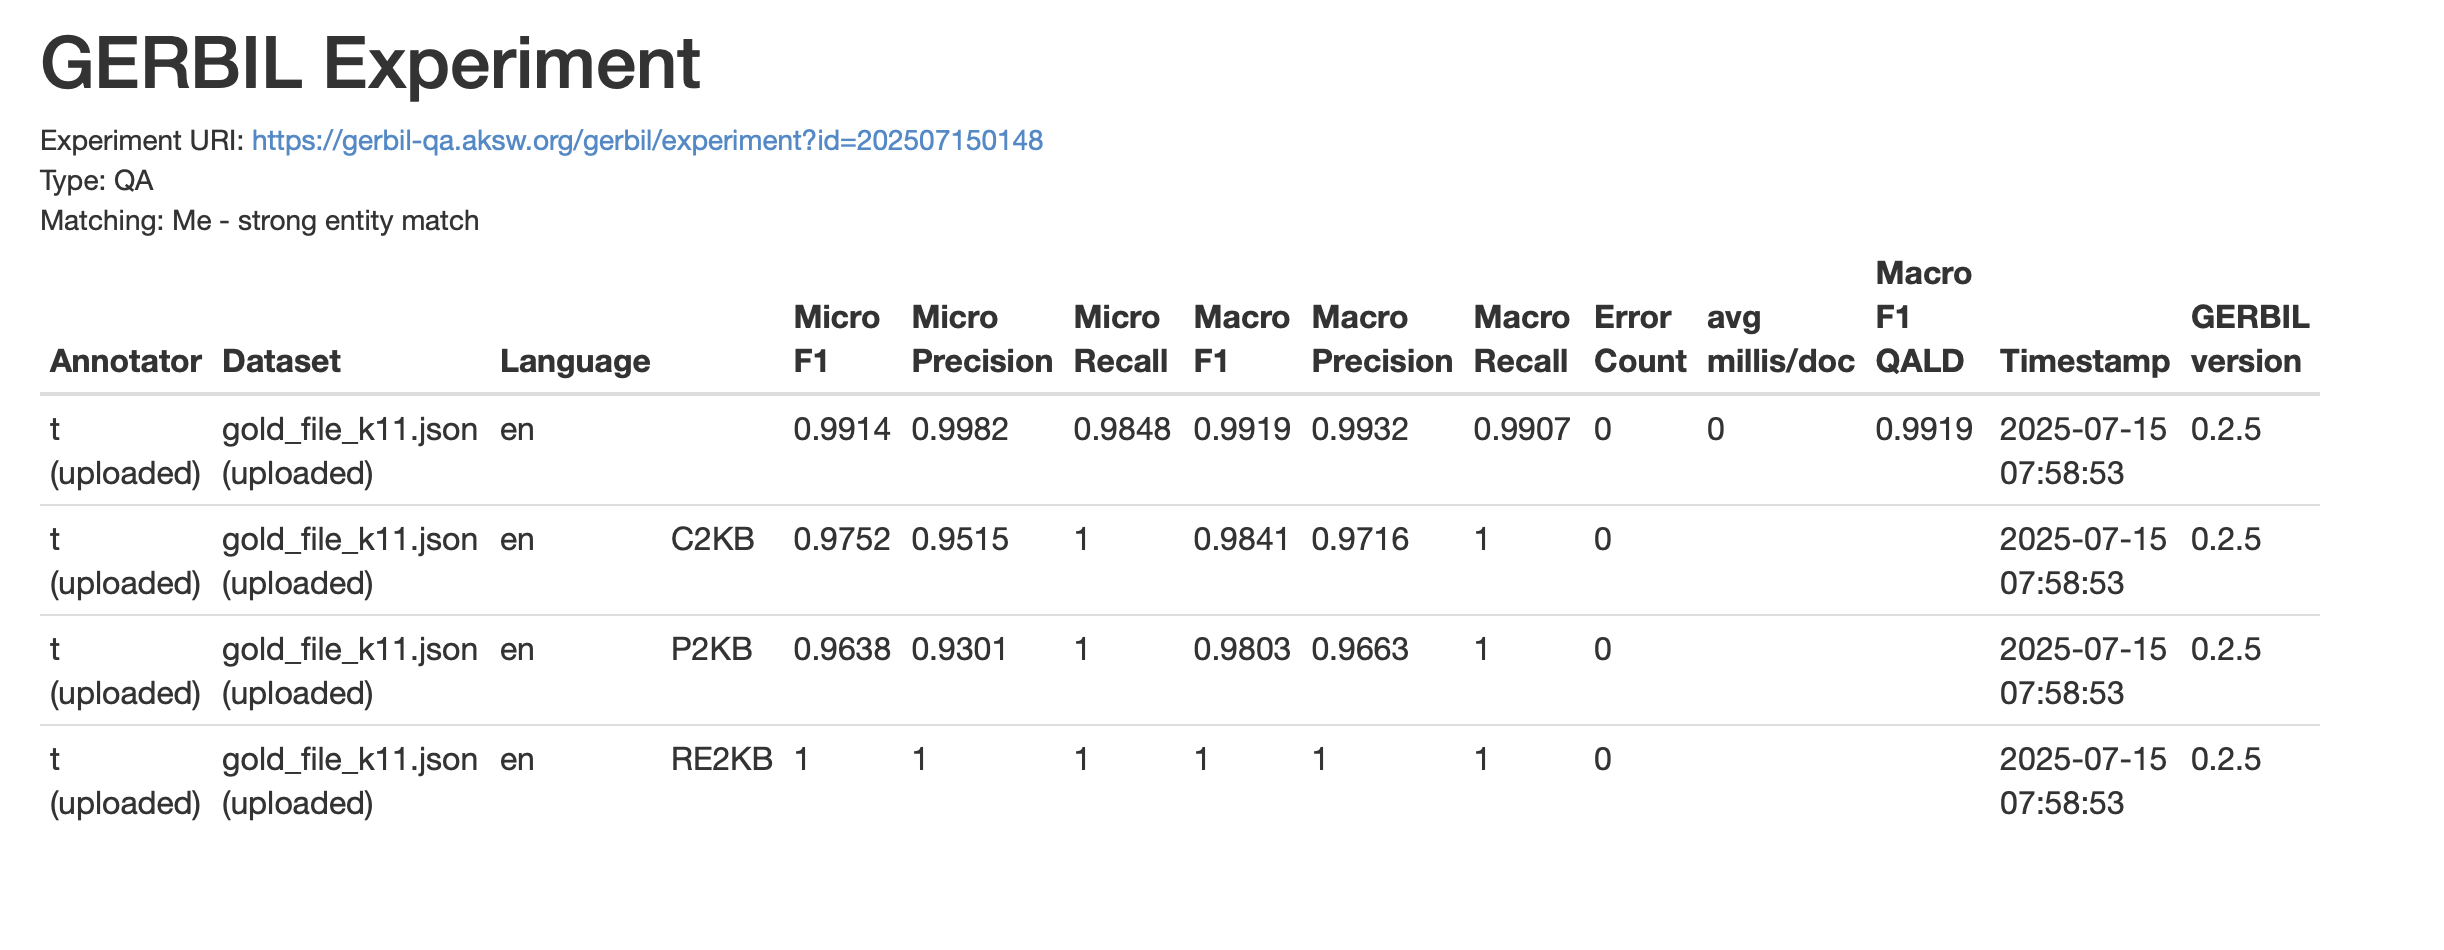 GERBIL Experiment
Experiment URI: https://gerbil-qa.aksw.org/gerbil/experiment?id=202507150148
Type: QA
Matching: Me - strong entity match
Annotator Dataset Language Micro F1 Micro Precision Micro Recall Macro F1 Macro Precision Macro Recall Error Count avg millis/doc Macro F1 QALD Timestamp GERBIL version
t (uploaded) gold_file_k11.json (uploaded) en 0.9914 0.9982 0.9848 0.9919 0.9932 0.9907 0 0 0.9919 2025-07-15 07:58:53 0.2.5
t (uploaded) gold_file_k11.json (uploaded) en C2KB 0.9752 0.9515 1 0.9841 0.9716 1 0 2025-07-15 07:58:53 0.2.5
t (uploaded) gold_file_k11.json (uploaded) en P2KB 0.9638 0.9301 1 0.9803 0.9663 1 0 2025-07-15 07:58:53 0.2.5
t (uploaded) gold_file_k11.json (uploaded) en RE2KB 1 1 1 1 1 1 0 2025-07-15 07:58:53 0.2.5